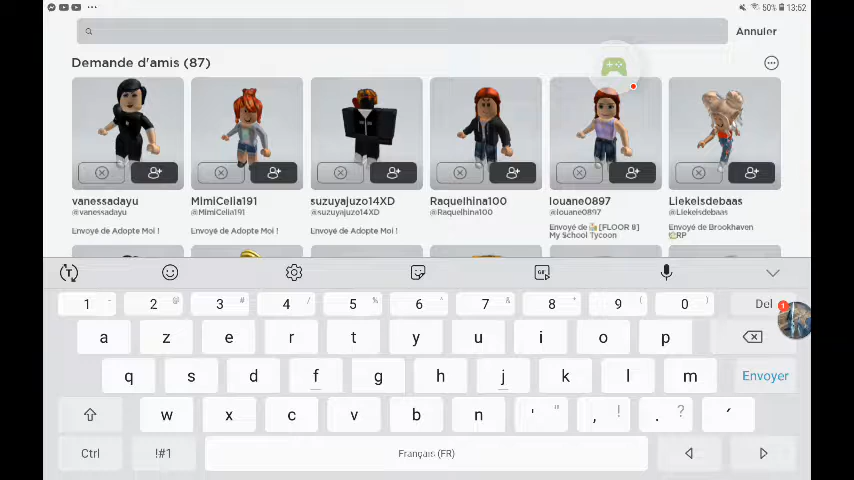 50% 13:52
Annuler
Demande d'amis (87)
vanessadayu
@vanessadayu
Envoyé de Adopte Moi !
MimiCelia191
@MimiCelia191
Envoyé de Adopte Moi !
suzuyajuzo14XD
@suzuyajuzo14XD
Envoyé de Adopte Moi !
Raquelhina100
@Raquelhina100
louane0897
@louane0897
Envoyé de [FLOOR 8]
My School Tycoon
Liekeisdebaas
@Liekeisdebaas
Envoyé de Brookhaven
RP
T GIF
1 2 @ 3 # 4 / 5 % 6 ^ 7 & 8 * 9 ( 0 ) Del 1
a z e r t y u i o p
q s d f g h j k l m Envoyer
w x c v b n ' " , ! . ? ´
Ctrl !#1 Français (FR)